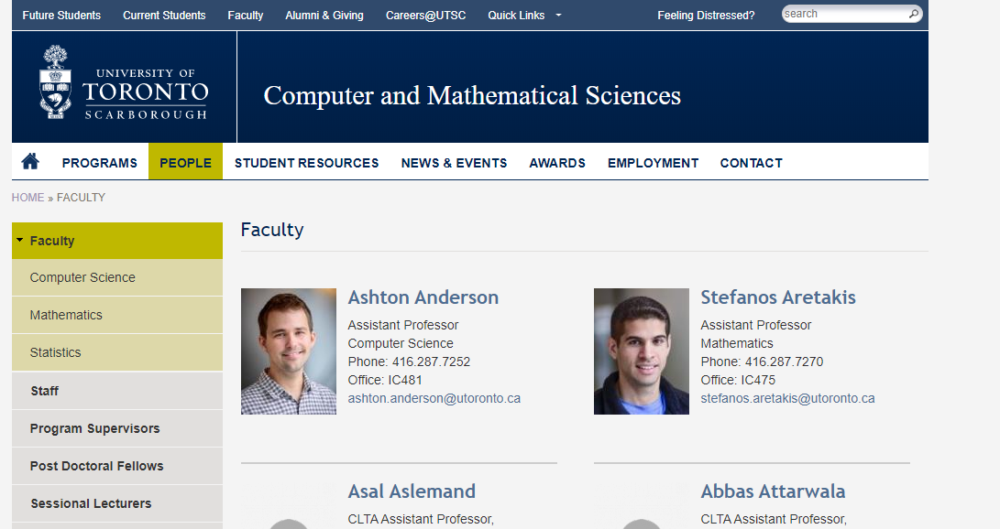 Future Students Current Students Faculty Alumni & Giving Careers@UTSC Quick Links Feeling Distressed? search
UNIVERSITY OF
TORONTO
SCARBOROUGH
Computer and Mathematical Sciences
PROGRAMS PEOPLE STUDENT RESOURCES NEWS & EVENTS AWARDS EMPLOYMENT CONTACT
HOME » FACULTY
Faculty
Computer Science
Mathematics
Statistics
Staff
Program Supervisors
Post Doctoral Fellows
Sessional Lecturers
Faculty
Ashton Anderson
Assistant Professor
Computer Science
Phone: 416.287.7252
Office: IC481
ashton.anderson@utoronto.ca
Stefanos Aretakis
Assistant Professor
Mathematics
Phone: 416.287.7270
Office: IC475
stefanos.aretakis@utoronto.ca
Asal Aslemand
CLTA Assistant Professor,
Abbas Attarwala
CLTA Assistant Professor,